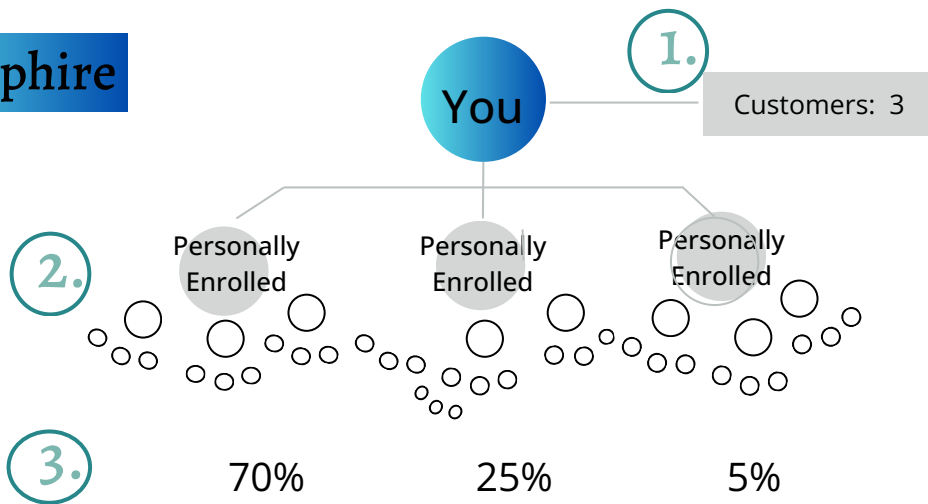 1.
phire
You
Customers: 3
Personally
Enrolled
Personally
Enrolled
Personally
Enrolled
2.
3.
70%
25%
5%